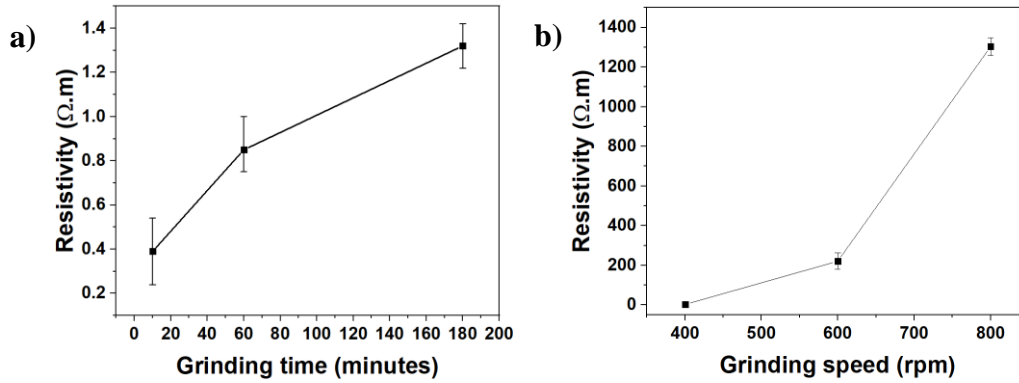 a)
Resistivity (Ω.m)
1.4
1.2
1.0
0.8
0.6
0.4
0.2
0 20 40 60 80 100 120 140 160 180 200
Grinding time (minutes)
b)
Resistivity (Ω.m)
1400
1200
1000
800
600
400
200
0
400 500 600 700 800
Grinding speed (rpm)